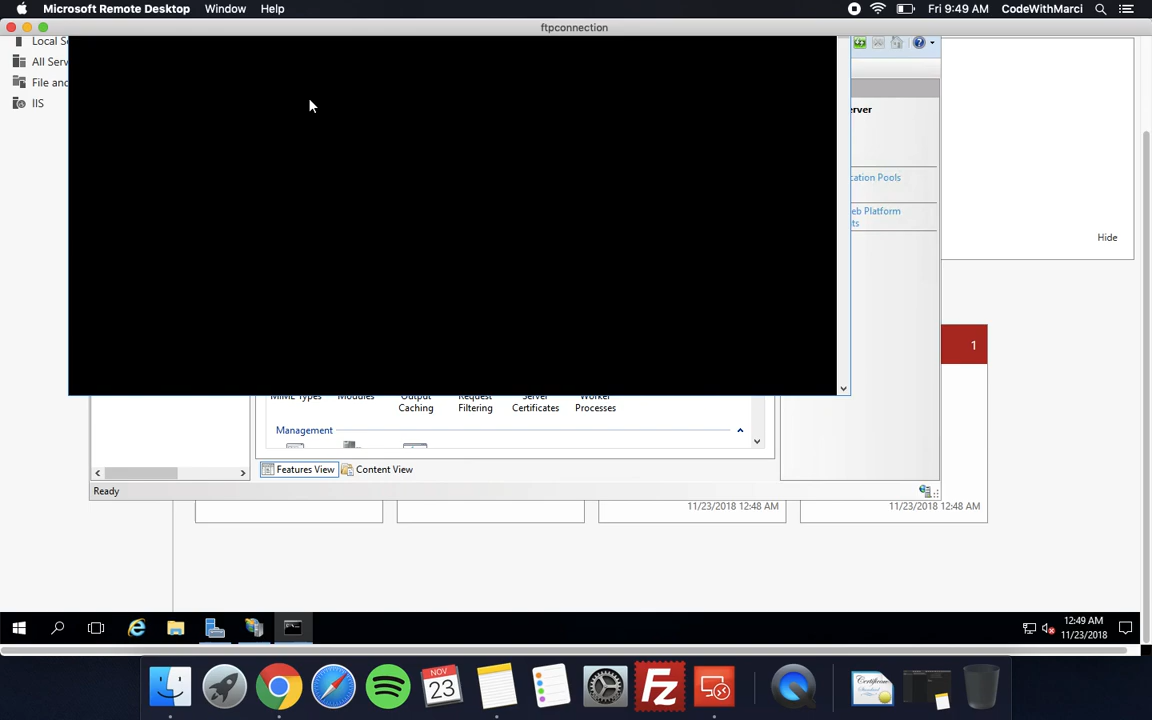 Microsoft Remote Desktop Window Help
Fri 9:49 AM CodeWithMarci
ftpconnection
Local Se
All Serv
File and
IIS
erver
cation Pools
eb Platform
ts
Hide
1
MIME Types Modules Output Caching Request Filtering Server Certificates Worker Processes
Management
Features View Content View
Ready
11/23/2018 12:48 AM 11/23/2018 12:48 AM
12:49 AM
11/23/2018
NOV
23
Fz